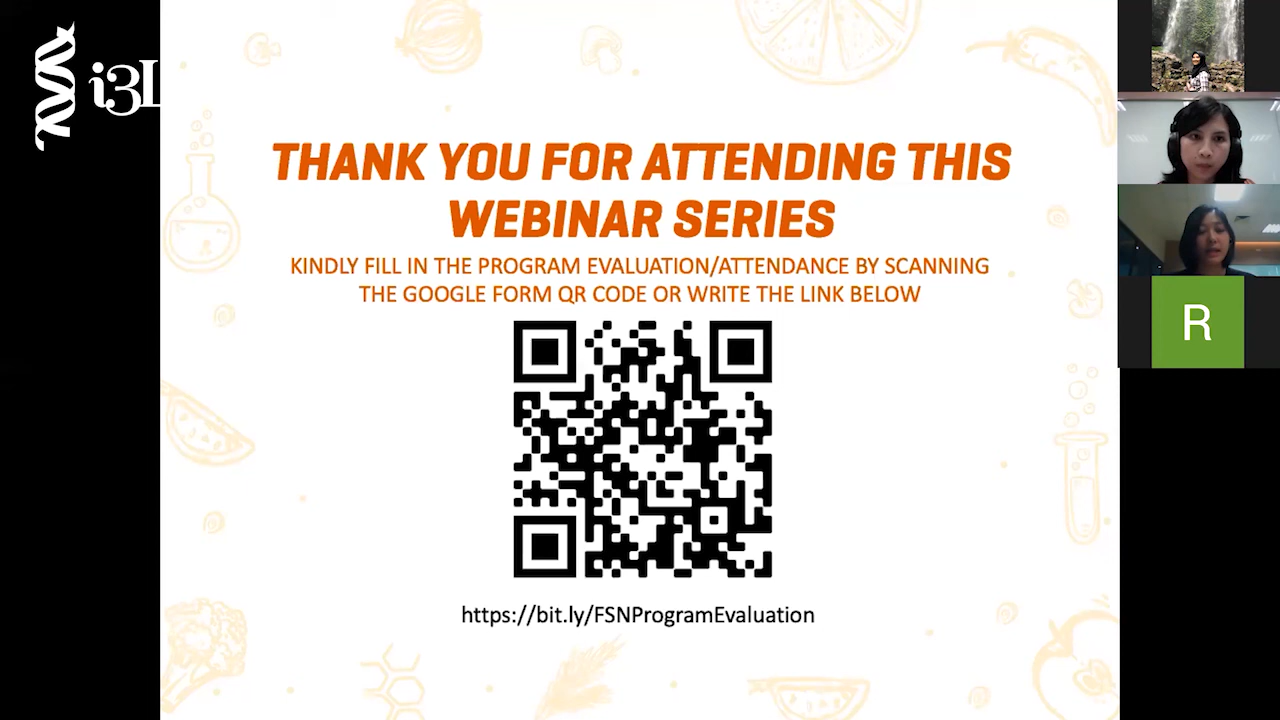 i3L
THANK YOU FOR ATTENDING THIS
WEBINAR SERIES
KINDLY FILL IN THE PROGRAM EVALUATION/ATTENDANCE BY SCANNING
THE GOOGLE FORM QR CODE OR WRITE THE LINK BELOW
https://bit.ly/FSNProgramEvaluation
R